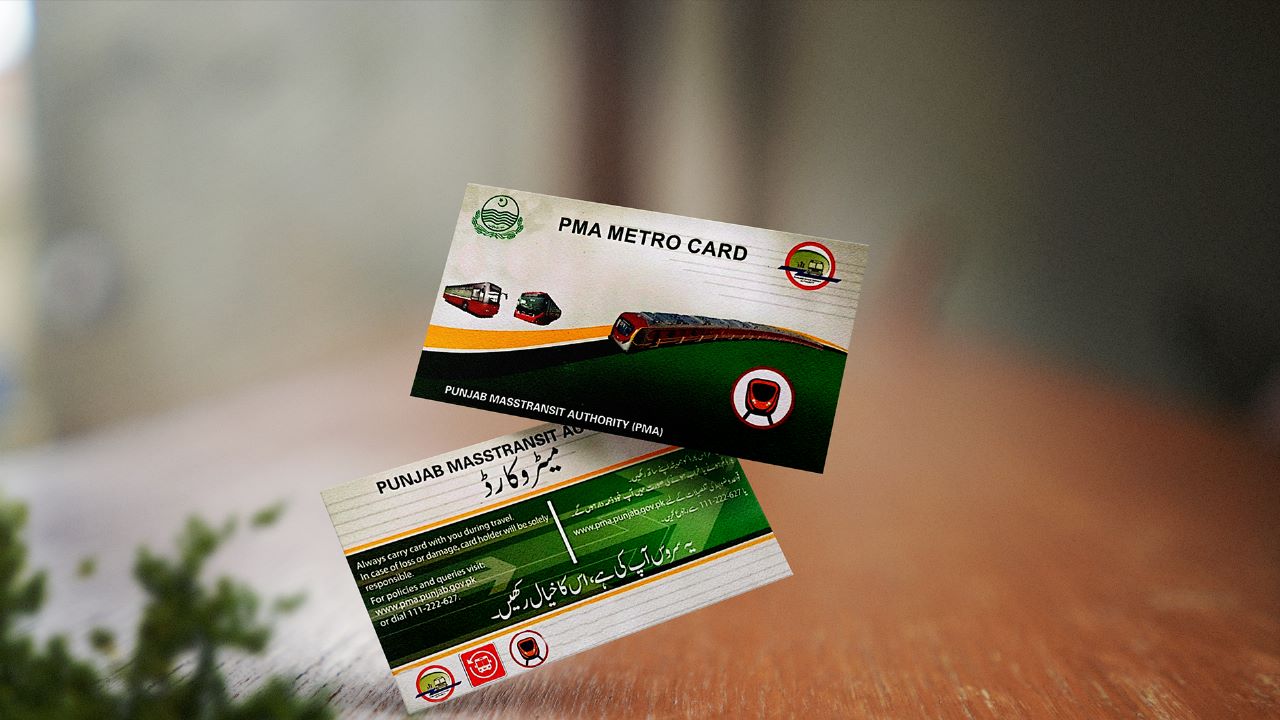 PMA METRO CARD
PUNJAB MASSTRANSIT AUTHORITY (PMA)
PUNJAB MASSTRANSIT AU
میٹرو کارڈ
Always carry card with you during travel.
In case of loss or damage, card holder will be solely
responsible.
For policies and queries visit:
www.pma.punjab.gov.pk
or dial 111-222-627.
www.pma.punjab.gov.pk
یا 111-222-627
یہ سروس آپ کی ہے، اس کا خیال رکھیں۔